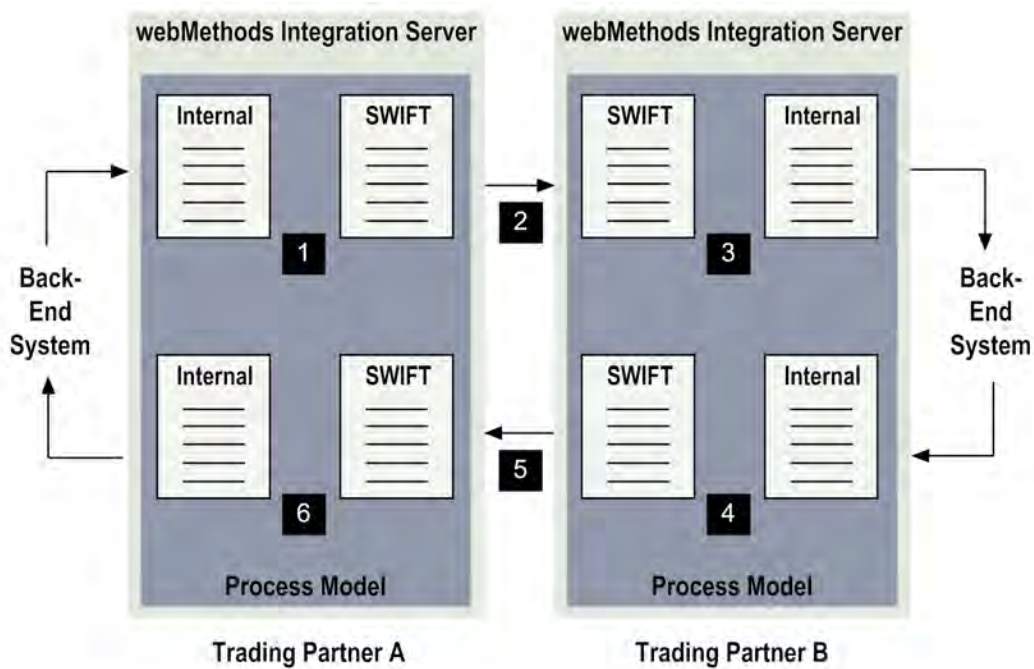 webMethods Integration Server
webMethods Integration Server
Internal
SWIFT
SWIFT
Internal
1
2
3
Back-
End
System
Back-
End
System
Internal
SWIFT
SWIFT
Internal
6
5
4
Process Model
Process Model
Trading Partner A
Trading Partner B